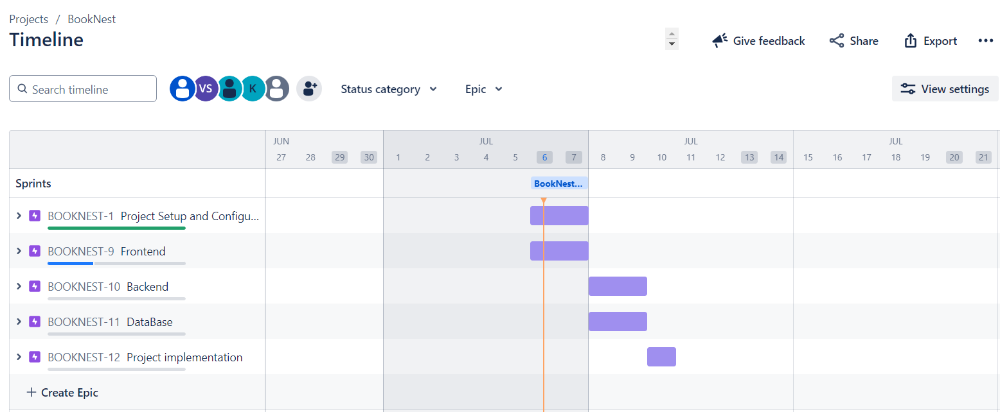 Projects / BookNest
Timeline
Give feedback
Share
Export
Search timeline
VS
K
Status category
Epic
View settings
JUN
JUL
JUL
JUL
27 28 29 30 1 2 3 4 5 6 7 8 9 10 11 12 13 14 15 16 17 18 19 20 21
Sprints
BookNest...
BOOKNEST-1 Project Setup and Configu...
BOOKNEST-9 Frontend
BOOKNEST-10 Backend
BOOKNEST-11 DataBase
BOOKNEST-12 Project implementation
+ Create Epic